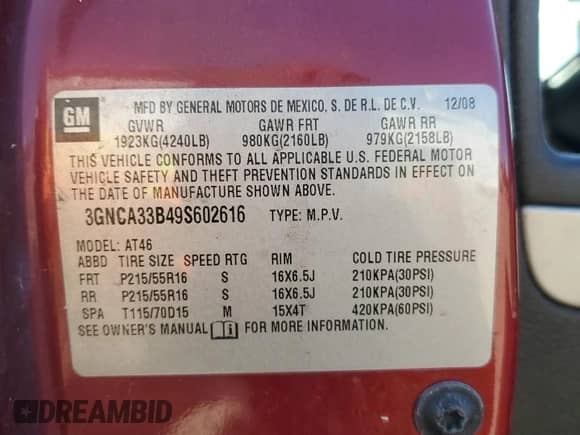 GM
MFD BY GENERAL MOTORS DE MEXICO, S. DE R.L. DE C.V. 12/08
GVWR GAWR FRT GAWR RR
1923KG(4240LB) 980KG(2160LB) 979KG(2158LB)
THIS VEHICLE CONFORMS TO ALL APPLICABLE U.S. FEDERAL MOTOR
VEHICLE SAFETY AND THEFT PREVENTION STANDARDS IN EFFECT ON
THE DATE OF MANUFACTURE SHOWN ABOVE.
3GNCA33B49S602616 TYPE: M.P.V.
MODEL: AT46
ABBD TIRE SIZE SPEED RTG RIM COLD TIRE PRESSURE
FRT P215/55R16 S 16X6.5J 210KPA(30PSI)
RR P215/55R16 S 16X6.5J 210KPA(30PSI)
SPA T115/70D15 M 15X4T 420KPA(60PSI)
SEE OWNER'S MANUAL FOR MORE INFORMATION.
DREAMBID